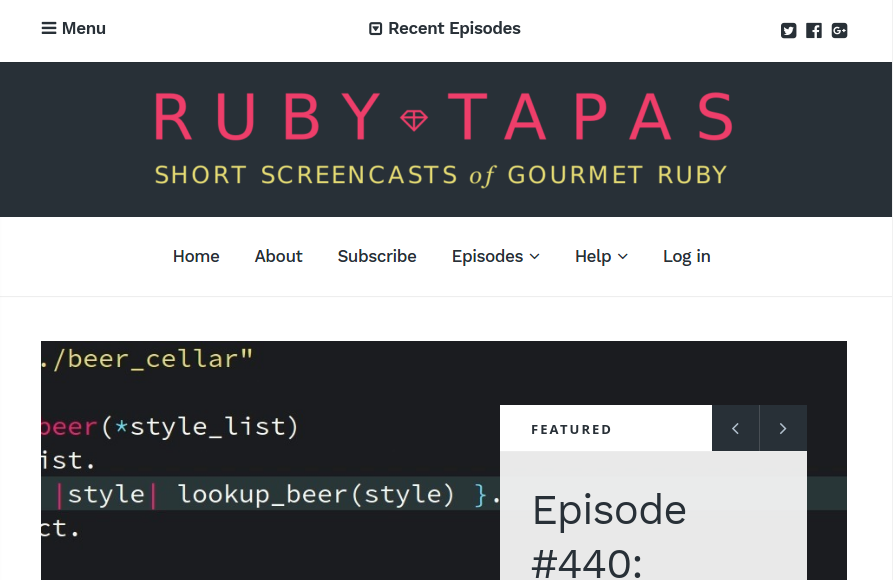 Menu
Recent Episodes
RUBY TAPAS
SHORT SCREENCASTS of GOURMET RUBY
Home
About
Subscribe
Episodes
Help
Log in
./beer_cellar"
beer(*style_list)
ist.
|style| lookup_beer(style) }.
ct.
FEATURED
Episode
#440: